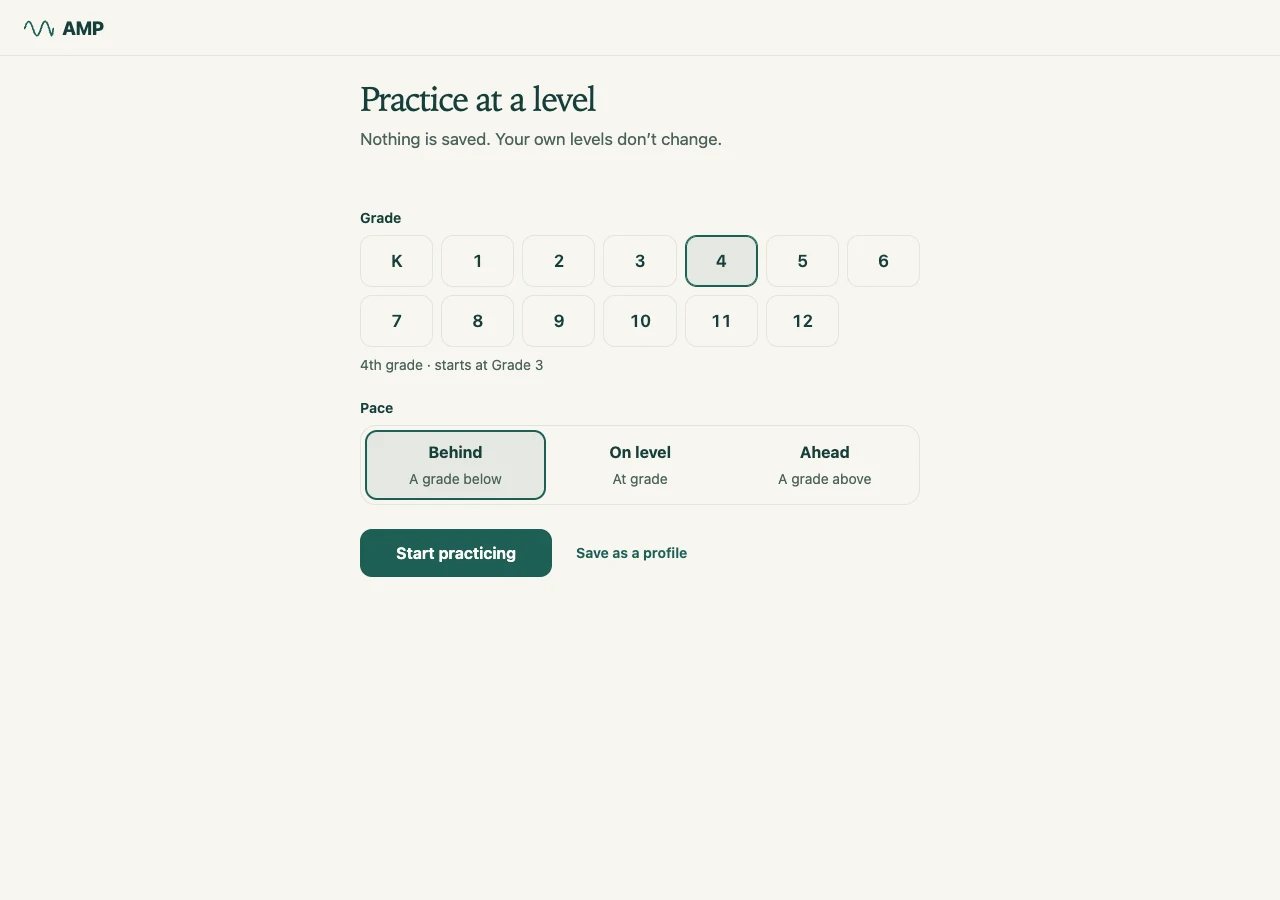 AMP
Practice at a level
Nothing is saved. Your own levels don’t change.
Grade
K 1 2 3 4 5 6
7 8 9 10 11 12
4th grade · starts at Grade 3
Pace
Behind On level Ahead
A grade below At grade A grade above
Start practicing Save as a profile